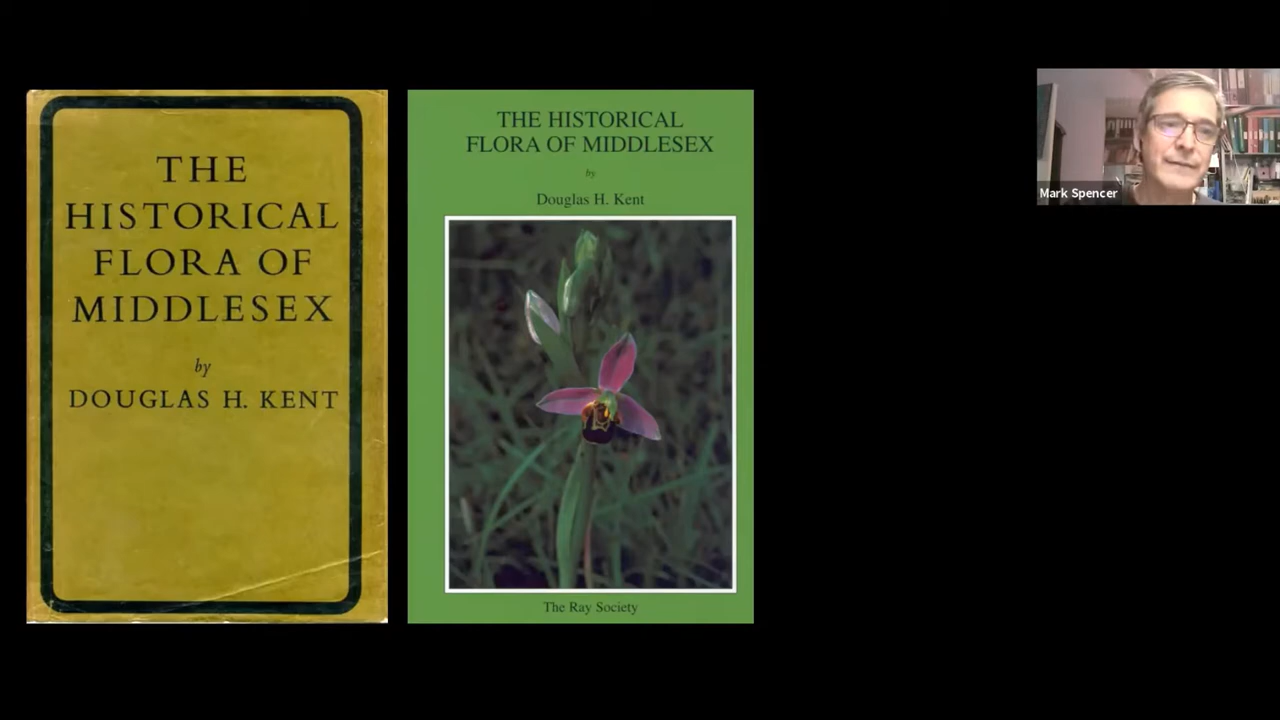 THE
HISTORICAL
FLORA OF
MIDDLESEX
by
DOUGLAS H. KENT
THE HISTORICAL
FLORA OF MIDDLESEX
by
Douglas H. Kent
The Ray Society
Mark Spencer